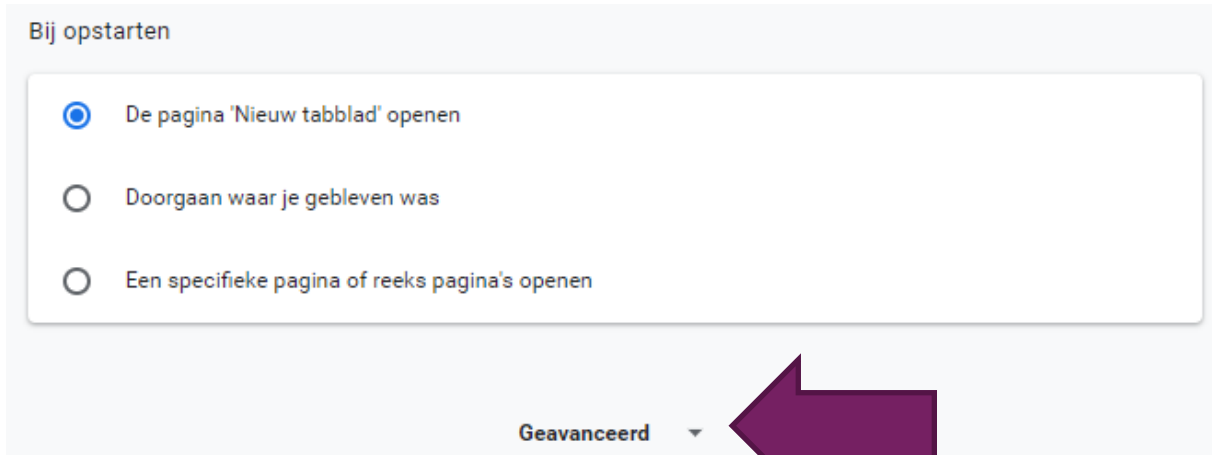 Bij opstarten
De pagina 'Nieuw tabblad' openen
Doorgaan waar je gebleven was
Een specifieke pagina of reeks pagina's openen
Geavanceerd